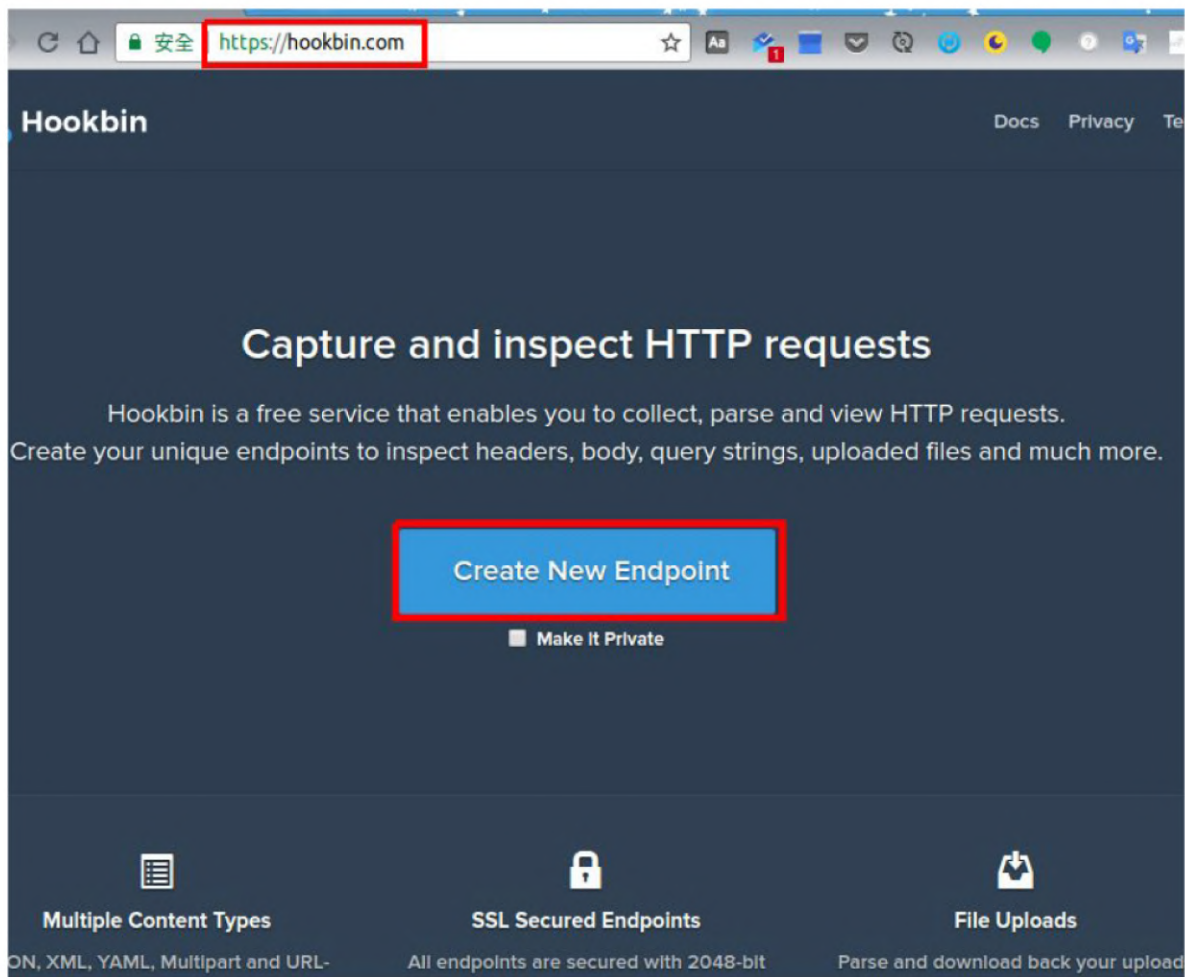 安全 https://hookbin.com
1
Hookbin
Docs Privacy Te
Capture and inspect HTTP requests
Hookbin is a free service that enables you to collect, parse and view HTTP requests.
Create your unique endpoints to inspect headers, body, query strings, uploaded files and much more.
Create New Endpoint
Make It Private
Multiple Content Types
ON, XML, YAML, Multipart and URL-
SSL Secured Endpoints
All endpoints are secured with 2048-bit
File Uploads
Parse and download back your upload